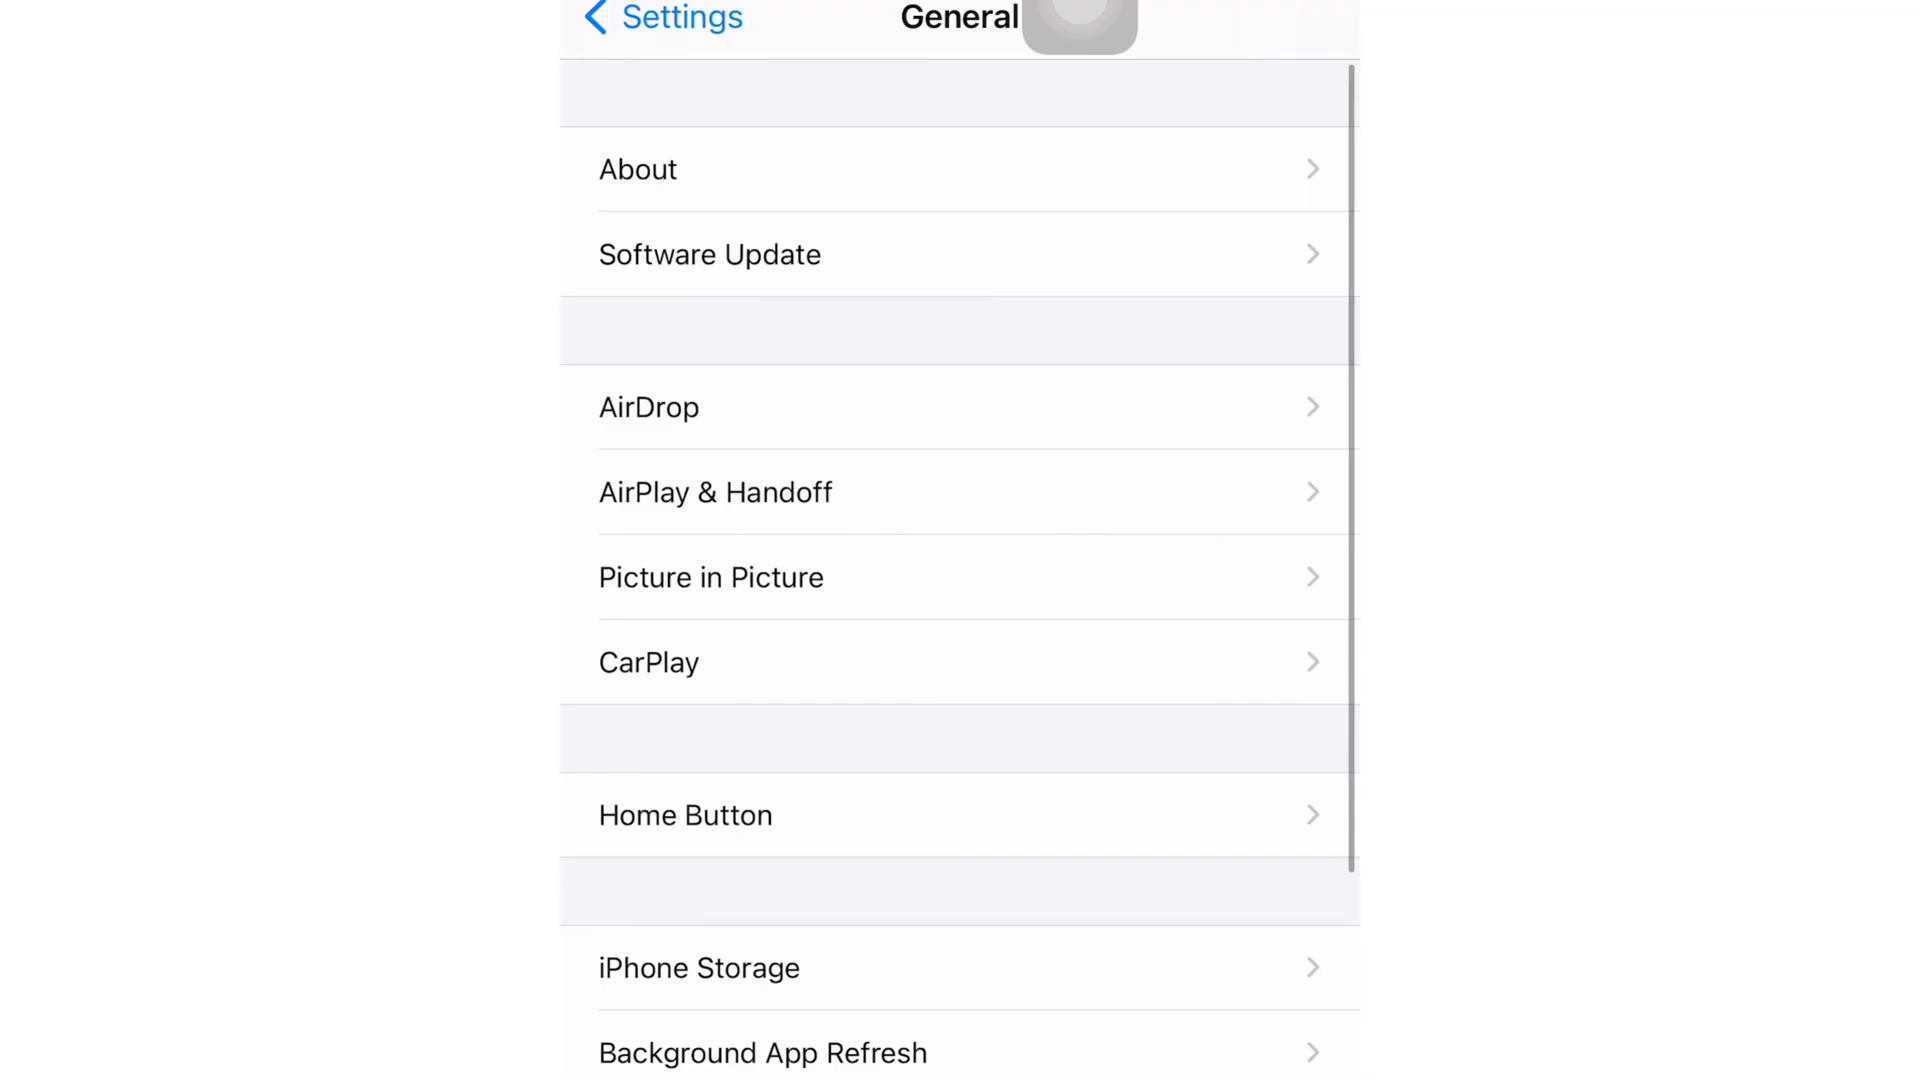 Settings
General
About
Software Update
AirDrop
AirPlay & Handoff
Picture in Picture
CarPlay
Home Button
iPhone Storage
Background App Refresh